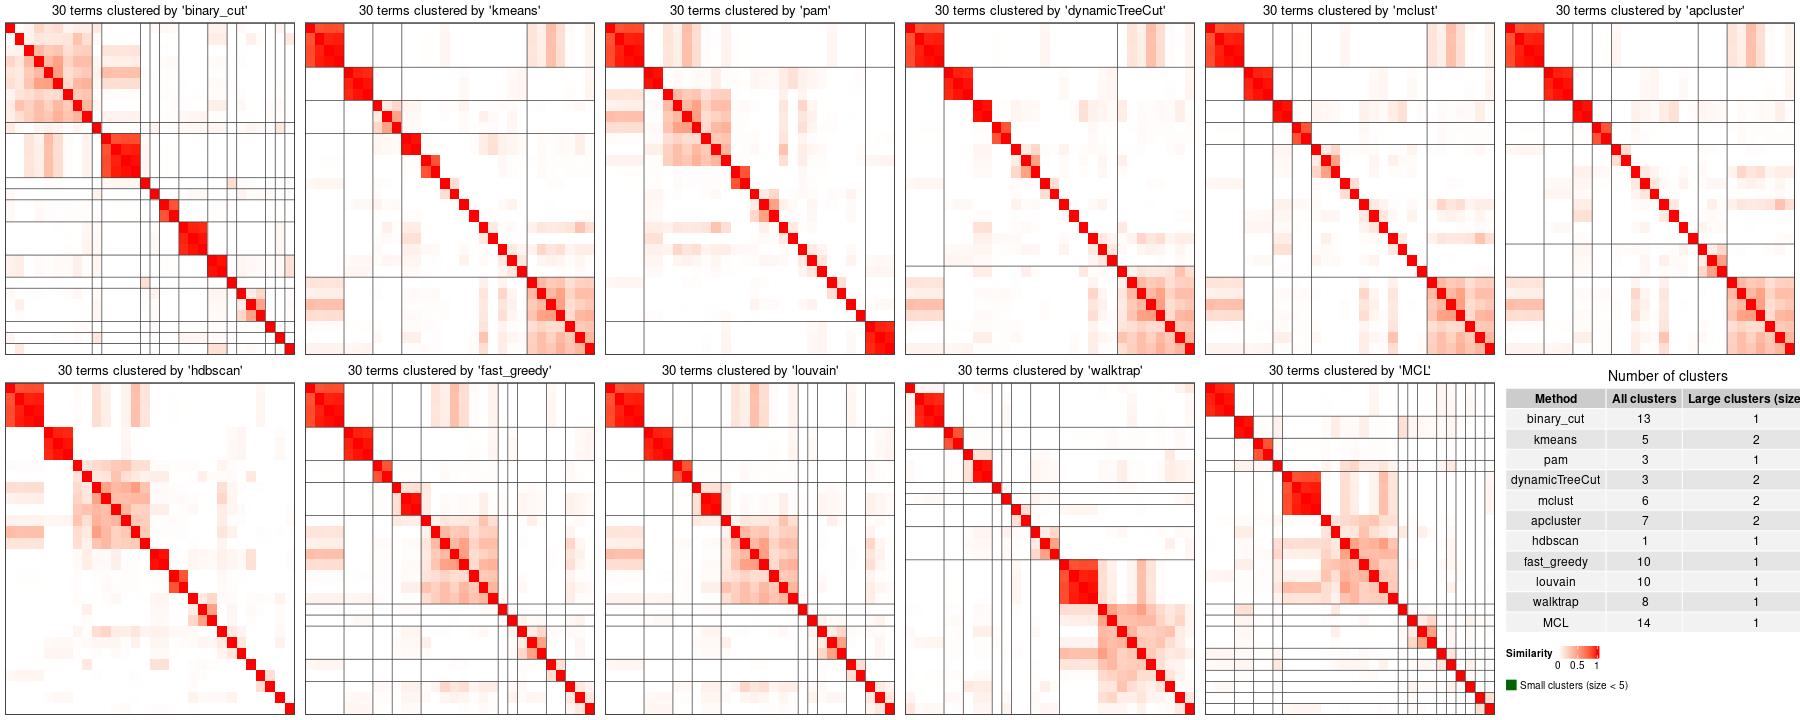 30 terms clustered by 'binary_cut'
30 terms clustered by 'kmeans'
30 terms clustered by 'pam'
30 terms clustered by 'dynamicTreeCut'
30 terms clustered by 'mclust'
30 terms clustered by 'apcluster'
30 terms clustered by 'hdbscan'
30 terms clustered by 'fast_greedy'
30 terms clustered by 'louvain'
30 terms clustered by 'walktrap'
30 terms clustered by 'MCL'
Number of clusters
Method All clusters Large clusters (size
binary_cut 13 1
kmeans 5 2
pam 3 1
dynamicTreeCut 3 2
mclust 6 2
apcluster 7 2
hdbscan 1 1
fast_greedy 10 1
louvain 10 1
walktrap 8 1
MCL 14 1
Similarity
0 0.5 1
Small clusters (size < 5)